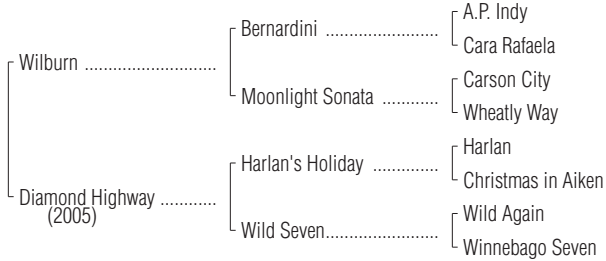 A.P. Indy
Bernardini ........................
Cara Rafaela
Wilburn ............................
Carson City
Moonlight Sonata ............
Wheatly Way
Harlan
Harlan's Holiday ..............
Christmas in Aiken
Diamond Highway ............
(2005)
Wild Again
Wild Seven........................
Winnebago Seven